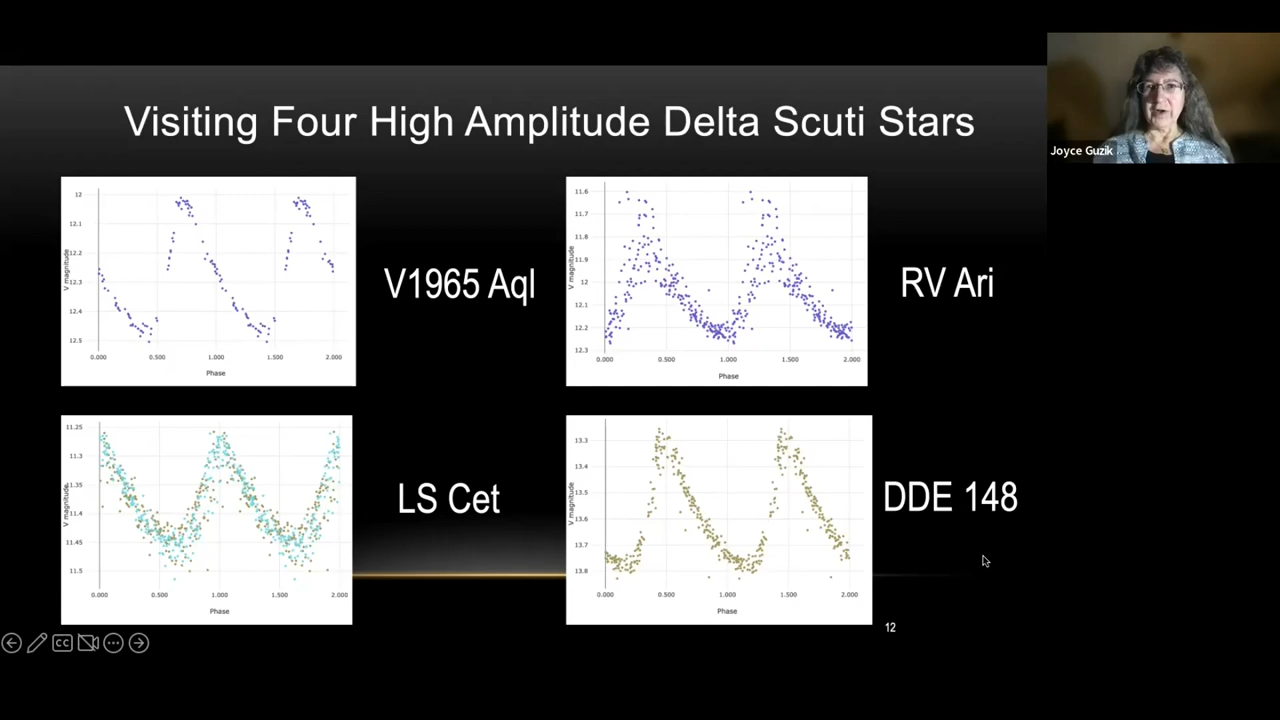 Visiting Four High Amplitude Delta Scuti Stars
Joyce Guzik
12
12.1
12.2
12.3
12.4
12.5
V magnitude
0.000 0.500 1.000 1.500 2.000
Phase
V1965 Aql
11.6
11.7
11.8
11.9
12
12.1
12.2
12.3
V magnitude
0.000 0.500 1.000 1.500 2.000
Phase
RV Ari
11.25
11.3
11.35
11.4
11.45
11.5
V magnitude
0.000 0.500 1.000 1.500 2.000
Phase
LS Cet
13.3
13.4
13.5
13.6
13.7
13.8
V magnitude
0.000 0.500 1.000 1.500 2.000
Phase
DDE 148
12
CC